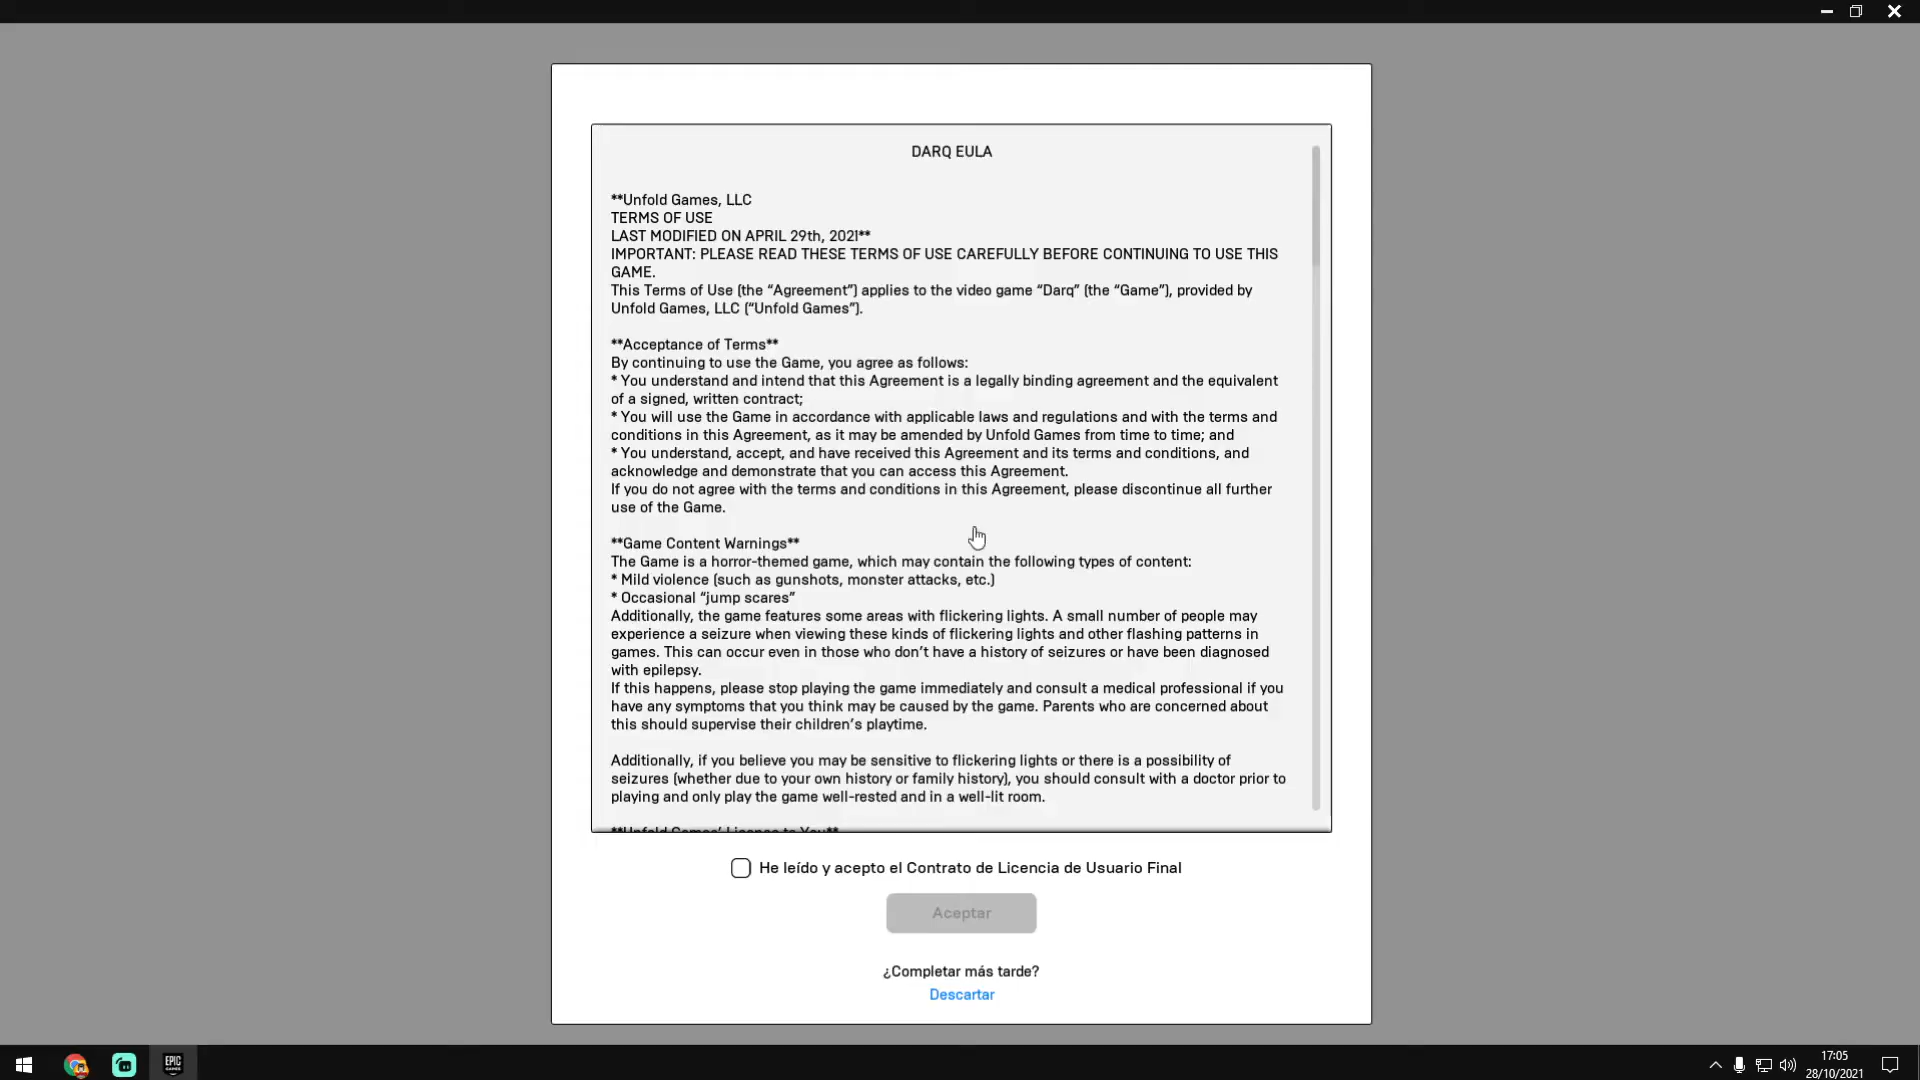 DARQ EULA
**Unfold Games, LLC
TERMS OF USE
LAST MODIFIED ON APRIL 29th, 2021**
IMPORTANT: PLEASE READ THESE TERMS OF USE CAREFULLY BEFORE CONTINUING TO USE THIS
GAME.
This Terms of Use (the “Agreement”) applies to the video game “Darq” (the “Game”), provided by
Unfold Games, LLC (“Unfold Games”).
**Acceptance of Terms**
By continuing to use the Game, you agree as follows:
* You understand and intend that this Agreement is a legally binding agreement and the equivalent
of a signed, written contract;
* You will use the Game in accordance with applicable laws and regulations and with the terms and
conditions in this Agreement, as it may be amended by Unfold Games from time to time; and
* You understand, accept, and have received this Agreement and its terms and conditions, and
acknowledge and demonstrate that you can access this Agreement.
If you do not agree with the terms and conditions in this Agreement, please discontinue all further
use of the Game.
**Game Content Warnings**
The Game is a horror-themed game, which may contain the following types of content:
* Mild violence (such as gunshots, monster attacks, etc.)
* Occasional “jump scares”
Additionally, the game features some areas with flickering lights. A small number of people may
experience a seizure when viewing these kinds of flickering lights and other flashing patterns in
games. This can occur even in those who don’t have a history of seizures or have been diagnosed
with epilepsy.
If this happens, please stop playing the game immediately and consult a medical professional if you
have any symptoms that you think may be caused by the game. Parents who are concerned about
this should supervise their children’s playtime.
Additionally, if you believe you may be sensitive to flickering lights or there is a possibility of
seizures (whether due to your own history or family history), you should consult with a doctor prior to
playing and only play the game well-rested and in a well-lit room.
**Unfold Games’ License to You**
He leído y acepto el Contrato de Licencia de Usuario Final
Aceptar
¿Completar más tarde?
Descartar
EPIC
GAMES
17:05
28/10/2021